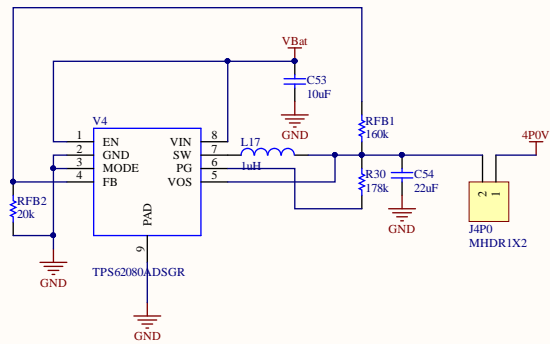 VBat
C53
10uF
GND
V4
1 EN VIN 8
2 GND SW 7
3 MODE PG 6
4 FB VOS 5
PAD
9
TPS62080ADSGR
L17
1uH
RFB1
160k
R30
178k
C54
22uF
GND
4P0V
2 1
J4P0
MHDR1X2
RFB2
20k
GND
GND